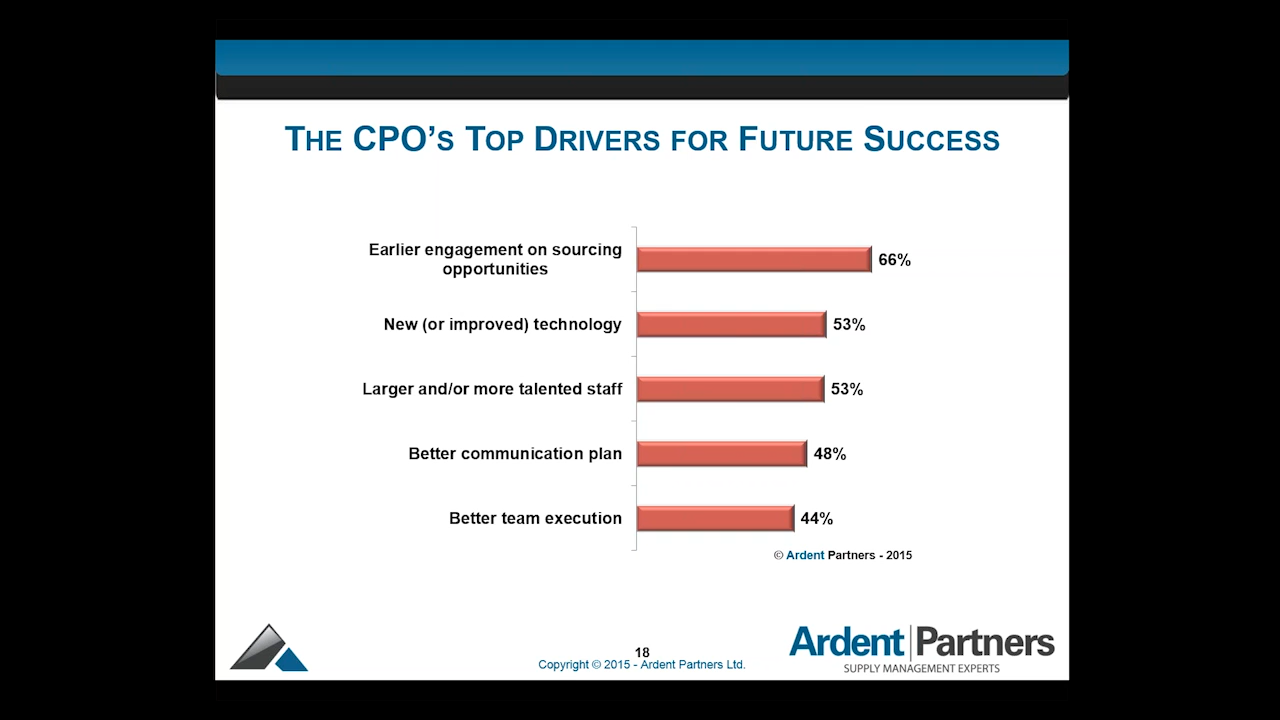 THE CPO'S TOP DRIVERS FOR FUTURE SUCCESS
Earlier engagement on sourcing
opportunities
66%
New (or improved) technology
53%
Larger and/or more talented staff
53%
Better communication plan
48%
Better team execution
44%
© Ardent Partners - 2015
18
Copyright © 2015 - Ardent Partners Ltd.
Ardent Partners
SUPPLY MANAGEMENT EXPERTS